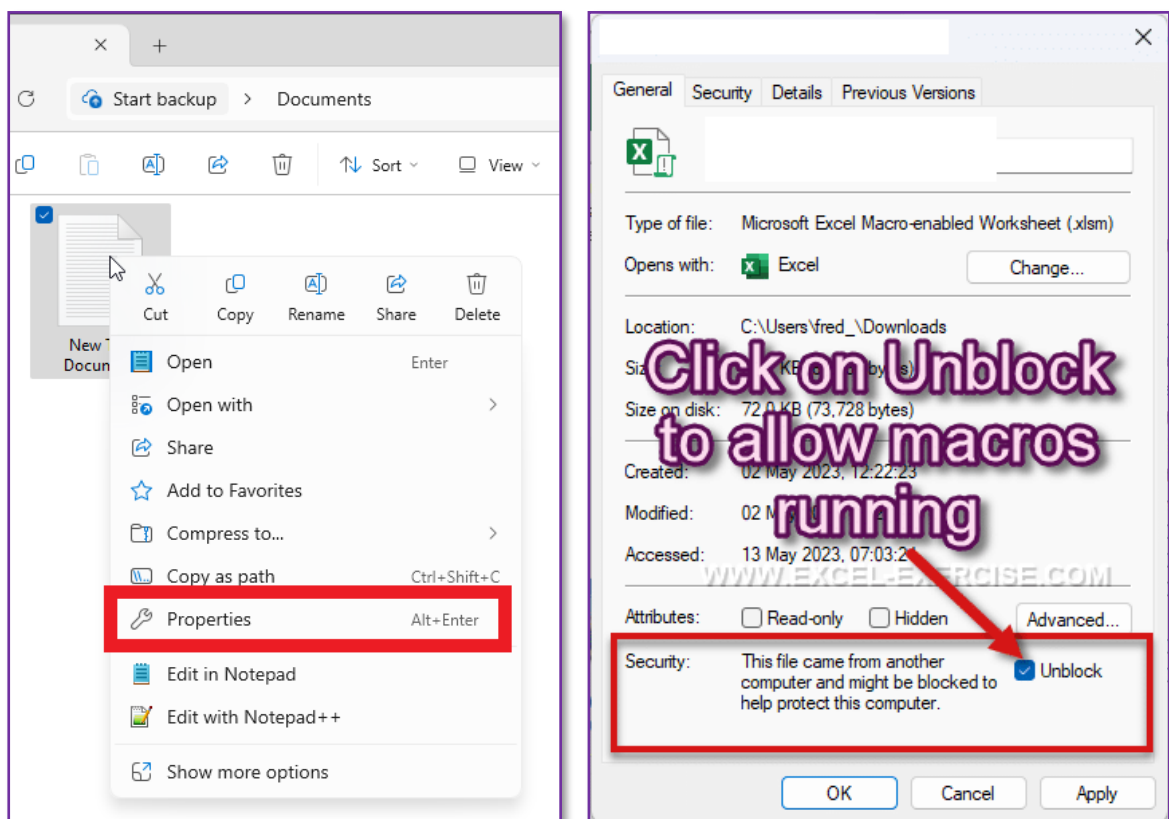 Start backup > Documents
Sort
View
New
Docum
Cut Copy Rename Share Delete
Open Enter
Open with
Share
Add to Favorites
Compress to...
Copy as path Ctrl+Shift+C
Properties Alt+Enter
Edit in Notepad
Edit with Notepad++
Show more options
General Security Details Previous Versions
Type of file: Microsoft Excel Macro-enabled Worksheet (.xlsm)
Opens with: Excel Change...
Location: C:\Users\fred_\Downloads
Click on Unblock
Size on disk: 72.0 KB (73,728 bytes)
to allow macros
Created: 02 May 2023, 12:22:23
running
Modified: 02
Accessed: 13 May 2023, 07:03:2
WWW.EXCEL-EXERCISE.COM
Attributes: Read-only Hidden Advanced...
Security: This file came from another
computer and might be blocked to
help protect this computer.
Unblock
OK Cancel Apply